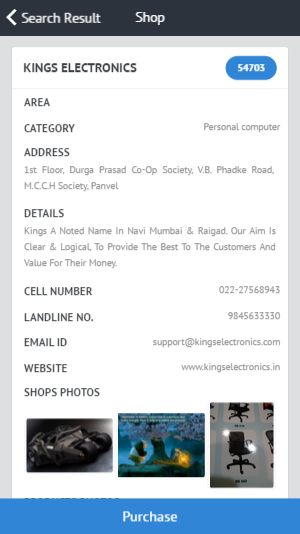 Search Result
Shop
KINGS ELECTRONICS
54703
AREA
CATEGORY
Personal computer
ADDRESS
1st Floor, Durga Prasad Co-Op Society, V.B. Phadke Road,
M.C.C.H Society, Panvel
DETAILS
Kings A Noted Name In Navi Mumbai & Raigad. Our Aim Is
Clear & Logical, To Provide The Best To The Customers And
Value For Their Money.
CELL NUMBER
022-27568943
LANDLINE NO.
9845633330
EMAIL ID
support@kingselectronics.com
WEBSITE
www.kingselectronics.in
SHOPS PHOTOS
Purchase